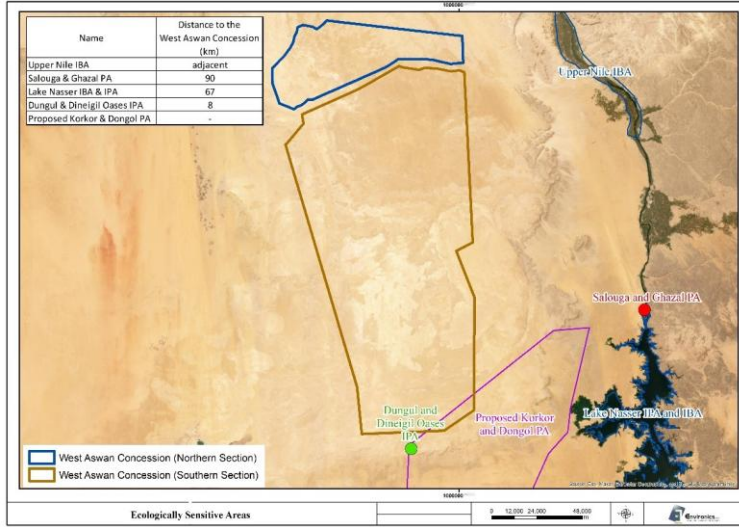 1000000
Name
Distance to the
West Aswan Concession
(km)
Upper Nile IBA
adjacent
Salouga & Ghazal PA
90
Lake Nasser IBA & IPA
67
Dungul & Dineigil Oases IPA
8
Proposed Korkor & Dongol PA
-
Upper Nile IBA
Salouga and Ghazal PA
Dungul and
Dineigil Oases
IPA
Proposed Korkor
and Dongol PA
Lake Nasser IPA and IBA
West Aswan Concession (Northern Section)
West Aswan Concession (Southern Section)
1000000
Ecologically Sensitive Areas
0 12,000 24,000 48,000
Environics